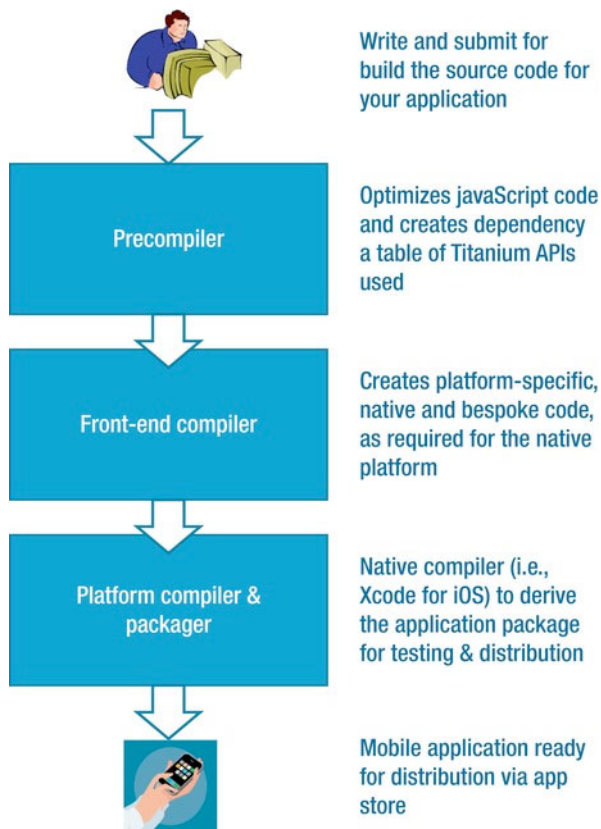 Write and submit for
build the source code for
your application
Precompiler
Optimizes javaScript code
and creates dependency
a table of Titanium APIs
used
Front-end compiler
Creates platform-specific,
native and bespoke code,
as required for the native
platform
Platform compiler &
packager
Native compiler (i.e.,
Xcode for iOS) to derive
the application package
for testing & distribution
Mobile application ready
for distribution via app
store